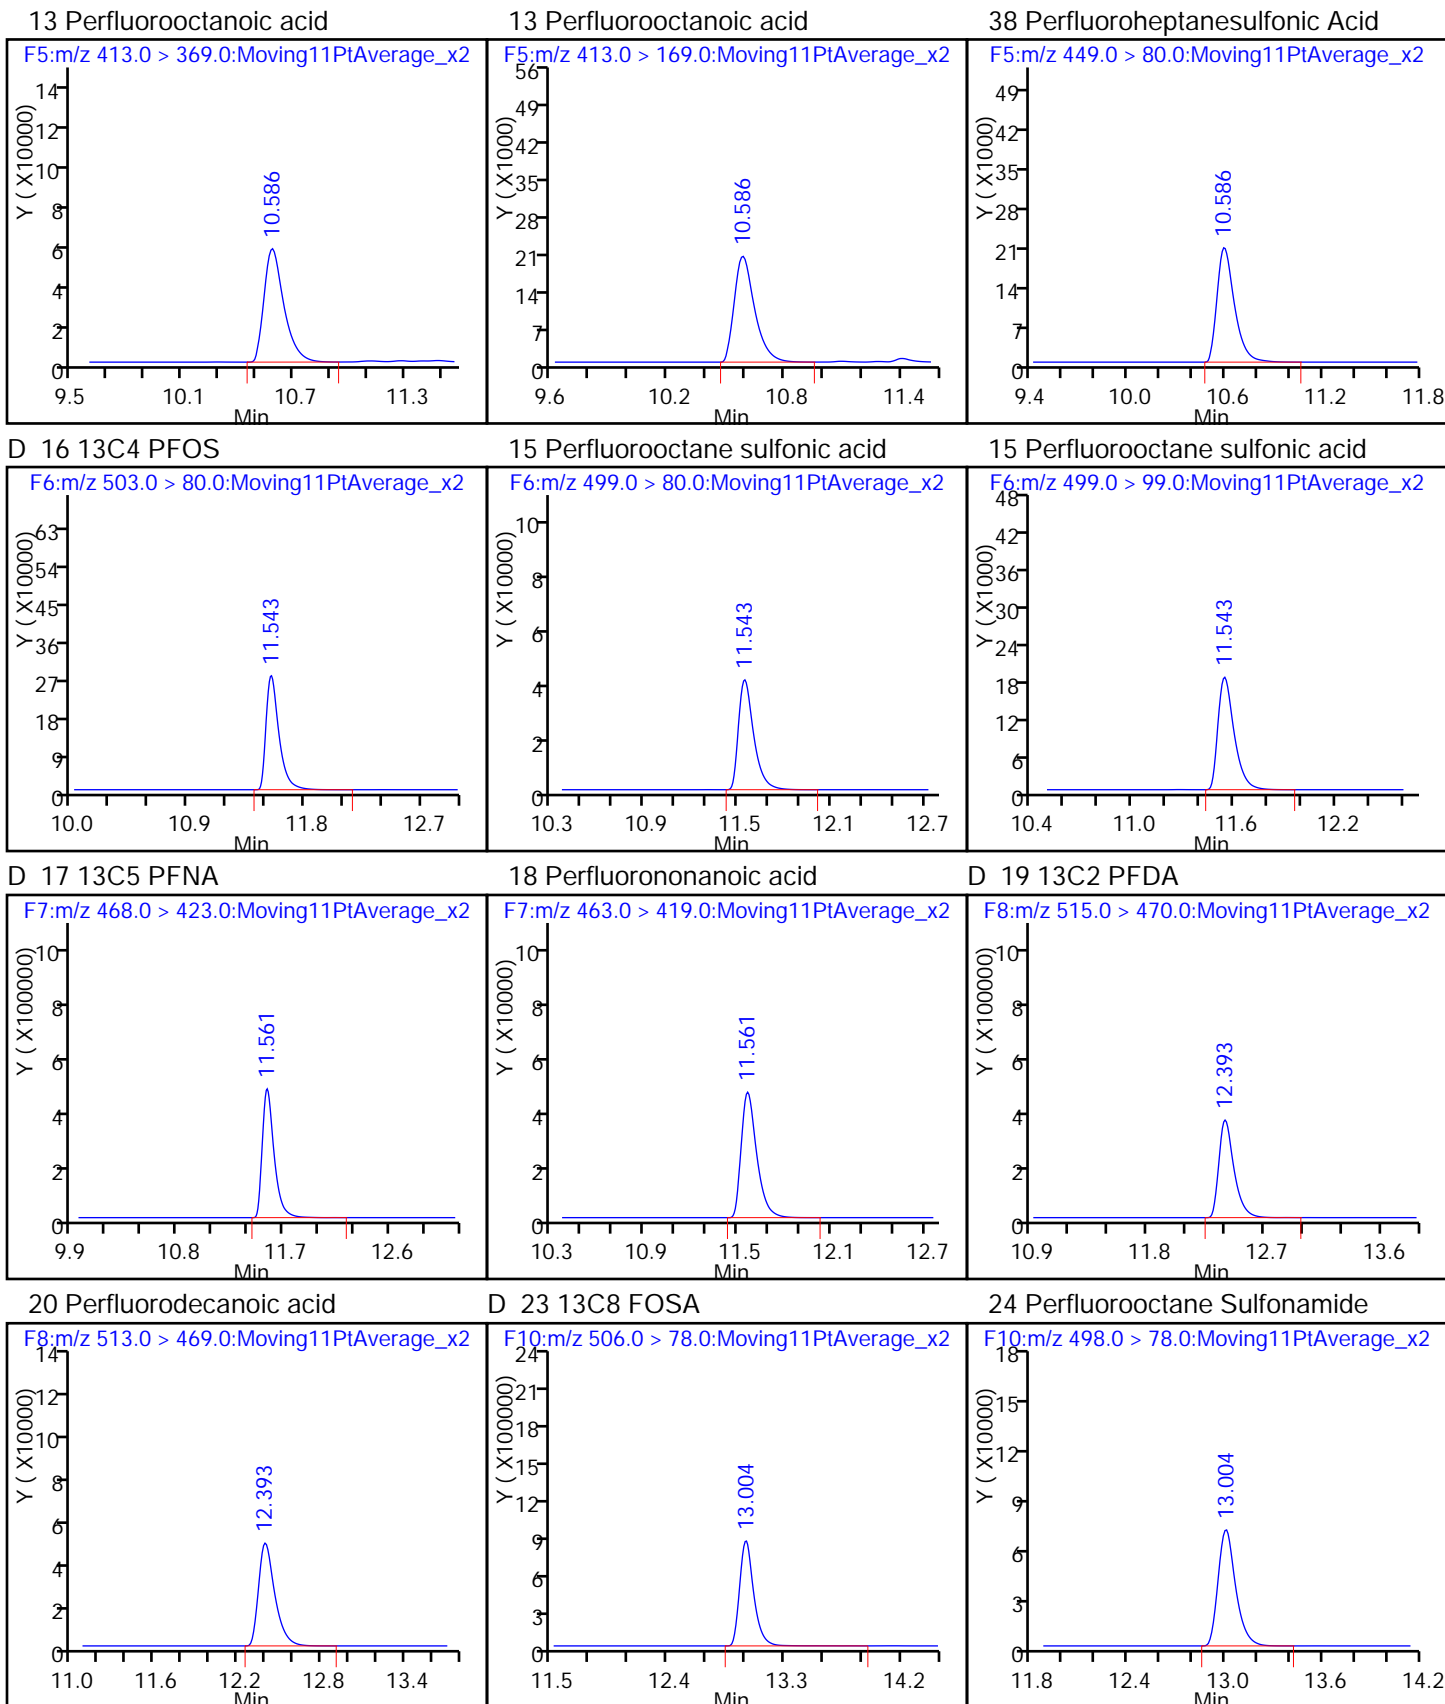 13 Perfluorooctanoic acid
F5:m/z 413.0 > 369.0:Moving11PtAverage_x2
Y ( X10000)
14
12
10
8
6
4
2
0
10.586
9.5 10.1 10.7 11.3
Min
13 Perfluorooctanoic acid
F5:m/z 413.0 > 169.0:Moving11PtAverage_x2
Y ( X1000)
56
49
42
35
28
21
14
7
0
10.586
9.6 10.2 10.8 11.4
Min
38 Perfluoroheptanesulfonic Acid
F5:m/z 449.0 > 80.0:Moving11PtAverage_x2
Y ( X1000)
49
42
35
28
21
14
7
0
10.586
9.4 10.0 10.6 11.2 11.8
Min
D 16 13C4 PFOS
F6:m/z 503.0 > 80.0:Moving11PtAverage_x2
Y ( X10000)
63
54
45
36
27
18
9
0
11.543
10.0 10.9 11.8 12.7
Min
15 Perfluorooctane sulfonic acid
F6:m/z 499.0 > 80.0:Moving11PtAverage_x2
Y ( X10000)
10
8
6
4
2
0
11.543
10.3 10.9 11.5 12.1 12.7
Min
15 Perfluorooctane sulfonic acid
F6:m/z 499.0 > 99.0:Moving11PtAverage_x2
Y ( X1000)
48
42
36
30
24
18
12
6
0
11.543
10.4 11.0 11.6 12.2
Min
D 17 13C5 PFNA
F7:m/z 468.0 > 423.0:Moving11PtAverage_x2
Y ( X100000)
10
8
6
4
2
0
11.561
9.9 10.8 11.7 12.6
Min
18 Perfluorononanoic acid
F7:m/z 463.0 > 419.0:Moving11PtAverage_x2
Y ( X10000)
10
8
6
4
2
0
11.561
10.3 10.9 11.5 12.1 12.7
Min
D 19 13C2 PFDA
F8:m/z 515.0 > 470.0:Moving11PtAverage_x2
Y ( X100000)
10
8
6
4
2
0
12.393
10.9 11.8 12.7 13.6
Min
20 Perfluorodecanoic acid
F8:m/z 513.0 > 469.0:Moving11PtAverage_x2
Y ( X10000)
14
12
10
8
6
4
2
0
12.393
11.0 11.6 12.2 12.8 13.4
Min
D 23 13C8 FOSA
F10:m/z 506.0 > 78.0:Moving11PtAverage_x2
Y ( X100000)
24
21
18
15
12
9
6
3
0
13.004
11.5 12.4 13.3 14.2
Min
24 Perfluorooctane Sulfonamide
F10:m/z 498.0 > 78.0:Moving11PtAverage_x2
Y ( X10000)
18
15
12
9
6
3
0
13.004
11.8 12.4 13.0 13.6 14.2
Min